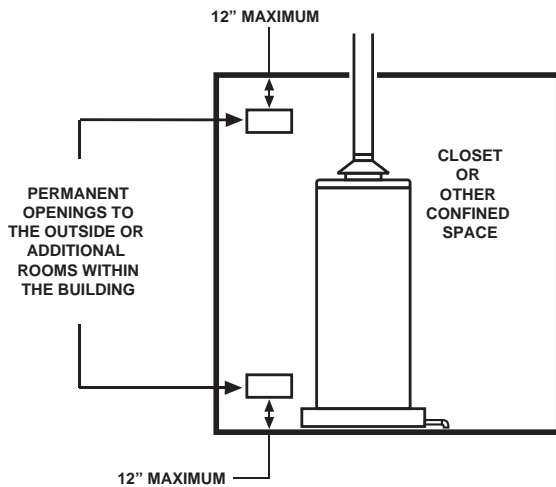 12” MAXIMUM
PERMANENT
OPENINGS TO
THE OUTSIDE OR
ADDITIONAL
ROOMS WITHIN
THE BUILDING
CLOSET
OR
OTHER
CONFINED
SPACE
12” MAXIMUM